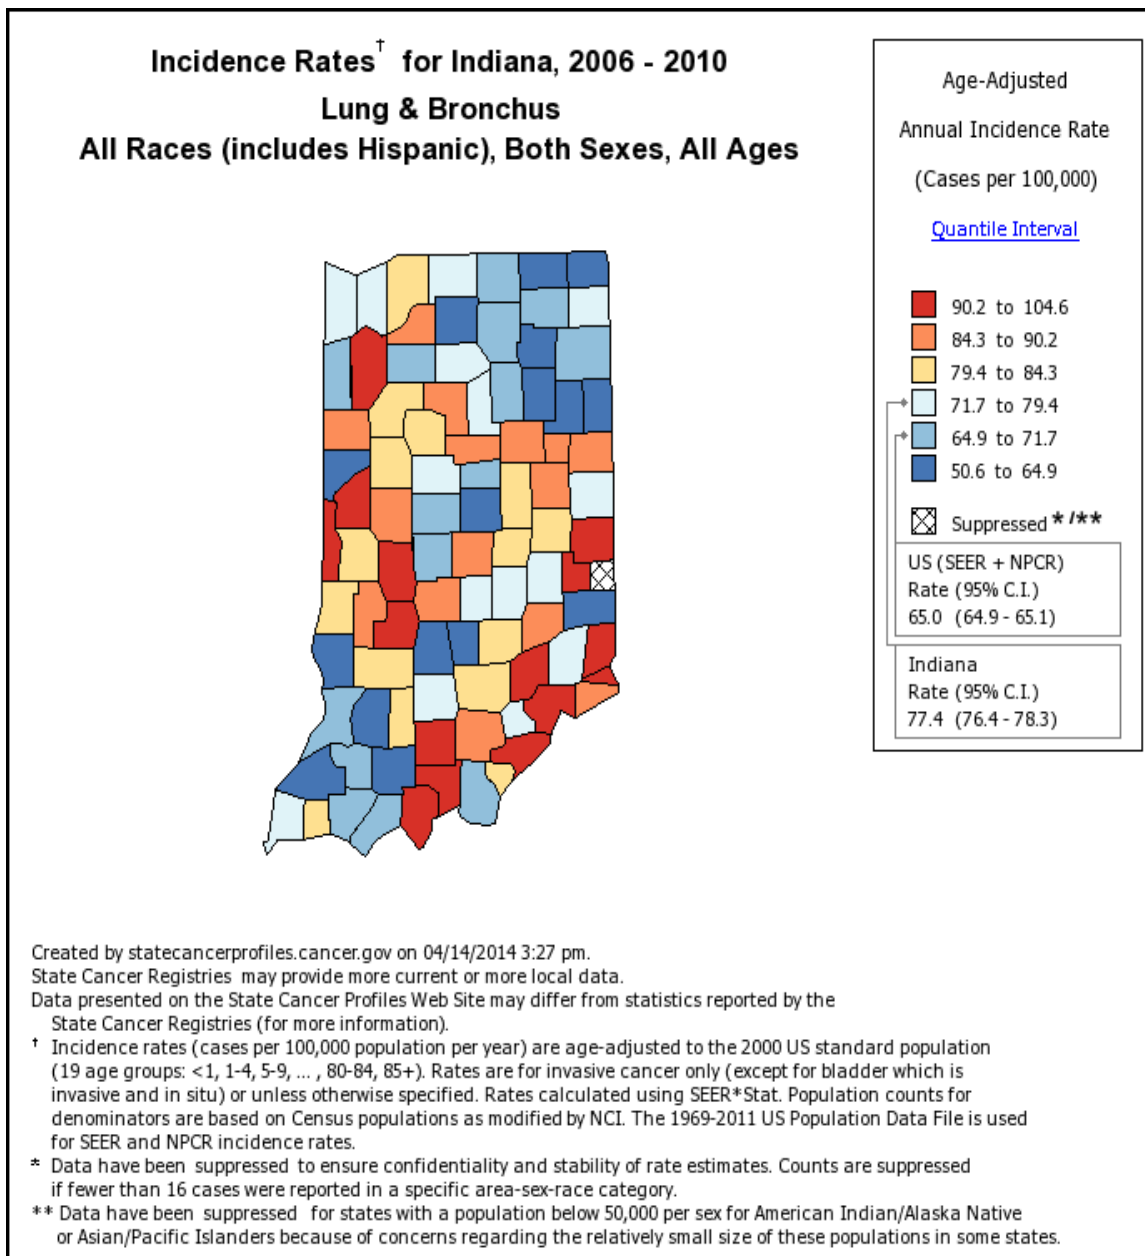 Incidence Rates† for Indiana, 2006 - 2010
Lung & Bronchus
All Races (includes Hispanic), Both Sexes, All Ages
Age-Adjusted
Annual Incidence Rate
(Cases per 100,000)
Quantile Interval
90.2 to 104.6
84.3 to 90.2
79.4 to 84.3
71.7 to 79.4
64.9 to 71.7
50.6 to 64.9
Suppressed */**
US (SEER + NPCR)
Rate (95% C.I.)
65.0 (64.9 - 65.1)
Indiana
Rate (95% C.I.)
77.4 (76.4 - 78.3)
Created by statecancerprofiles.cancer.gov on 04/14/2014 3:27 pm.
State Cancer Registries may provide more current or more local data.
Data presented on the State Cancer Profiles Web Site may differ from statistics reported by the
State Cancer Registries (for more information).
† Incidence rates (cases per 100,000 population per year) are age-adjusted to the 2000 US standard population
(19 age groups: <1, 1-4, 5-9, ... , 80-84, 85+). Rates are for invasive cancer only (except for bladder which is
invasive and in situ) or unless otherwise specified. Rates calculated using SEER*Stat. Population counts for
denominators are based on Census populations as modified by NCI. The 1969-2011 US Population Data File is used
for SEER and NPCR incidence rates.
* Data have been suppressed to ensure confidentiality and stability of rate estimates. Counts are suppressed
if fewer than 16 cases were reported in a specific area-sex-race category.
** Data have been suppressed for states with a population below 50,000 per sex for American Indian/Alaska Native
or Asian/Pacific Islanders because of concerns regarding the relatively small size of these populations in some states.